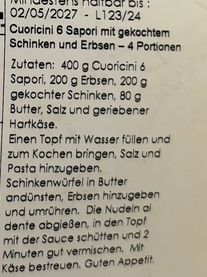 Mindestens haltbar bis :
02/05/2027 - L123/24
Cuoricini 6 Sapori mit gekochtem
Schinken und Erbsen – 4 Portionen
Zutaten: 400 g Cuoricini 6
Sapori, 200 g Erbsen, 200 g
gekochter Schinken, 80 g
Butter, Salz und geriebener
Hartkäse.
Einen Topf mit Wasser füllen und
zum Kochen bringen, Salz und
Pasta hinzugeben.
Schinkenwürfel in Butter
andünsten, Erbsen hinzugeben
und umrühren. Die Nudeln al
dente abgießen, in den Topf
mit der Sauce schütten und 2
Minuten gut vermischen. Mit
Käse bestreuen. Guten Appetit.